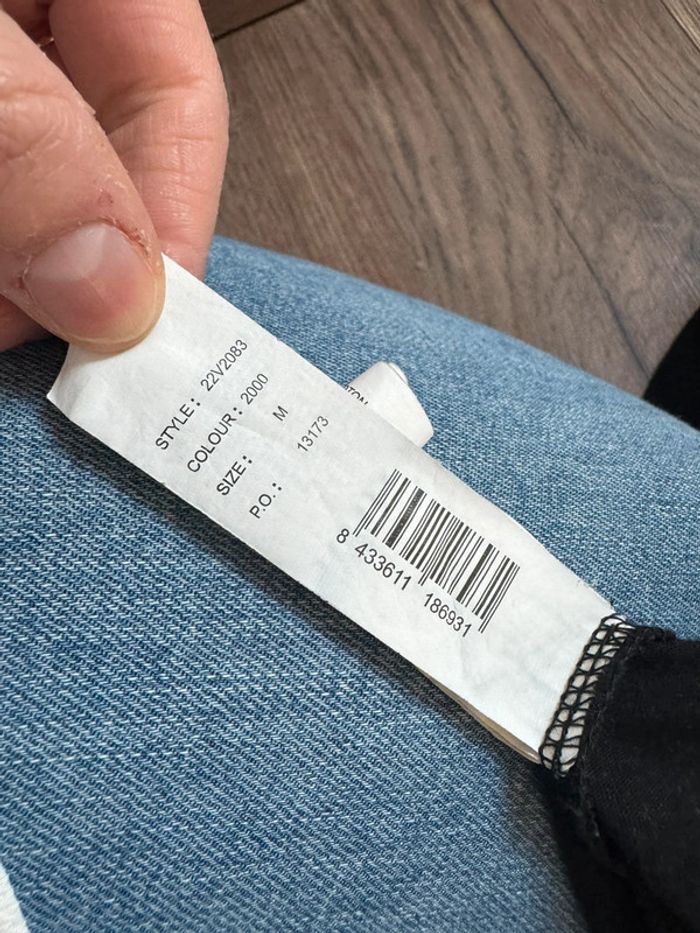 STYLE: 22V2083
COLOUR: 2000
SIZE: M
P.O.: 13173
8 433611 186931